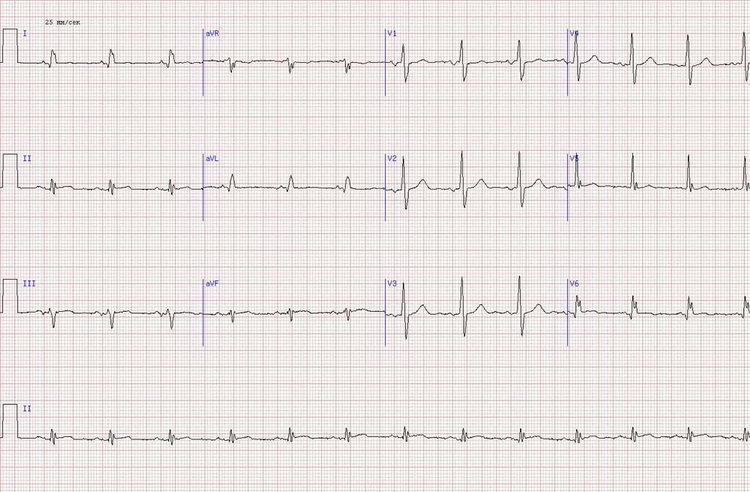 25 мм/сек
I aVR V1 V4
II aVL V2 V5
III aVF V3 V6
II